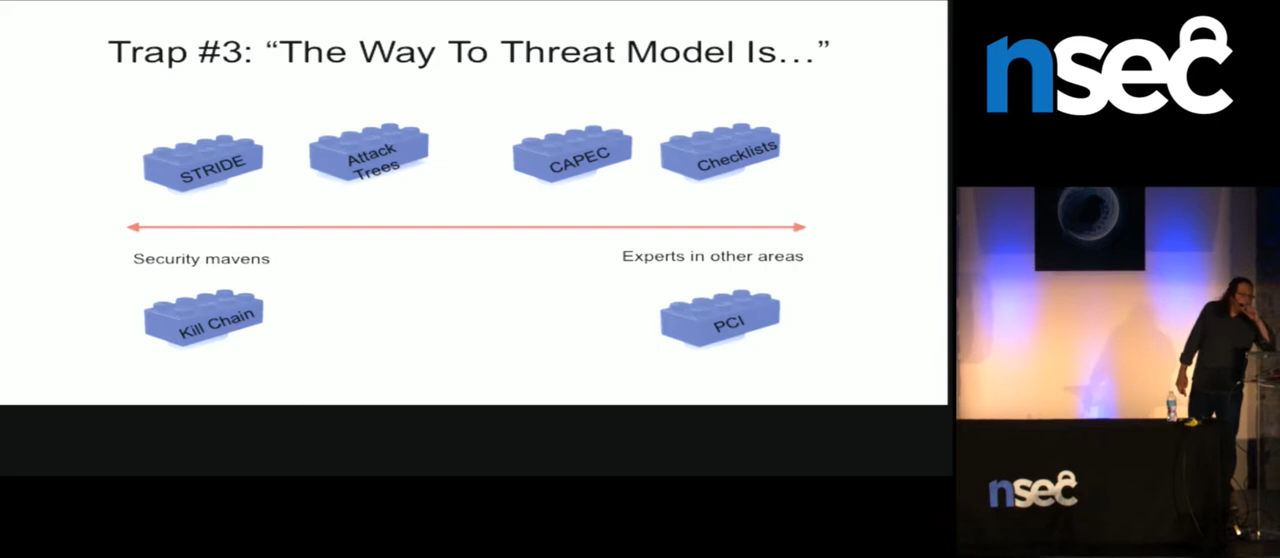 Trap #3: “The Way To Threat Model Is…”
STRIDE
Attack
Trees
CAPEC
Checklists
Security mavens
Experts in other areas
Kill Chain
PCI
nsec
nsec